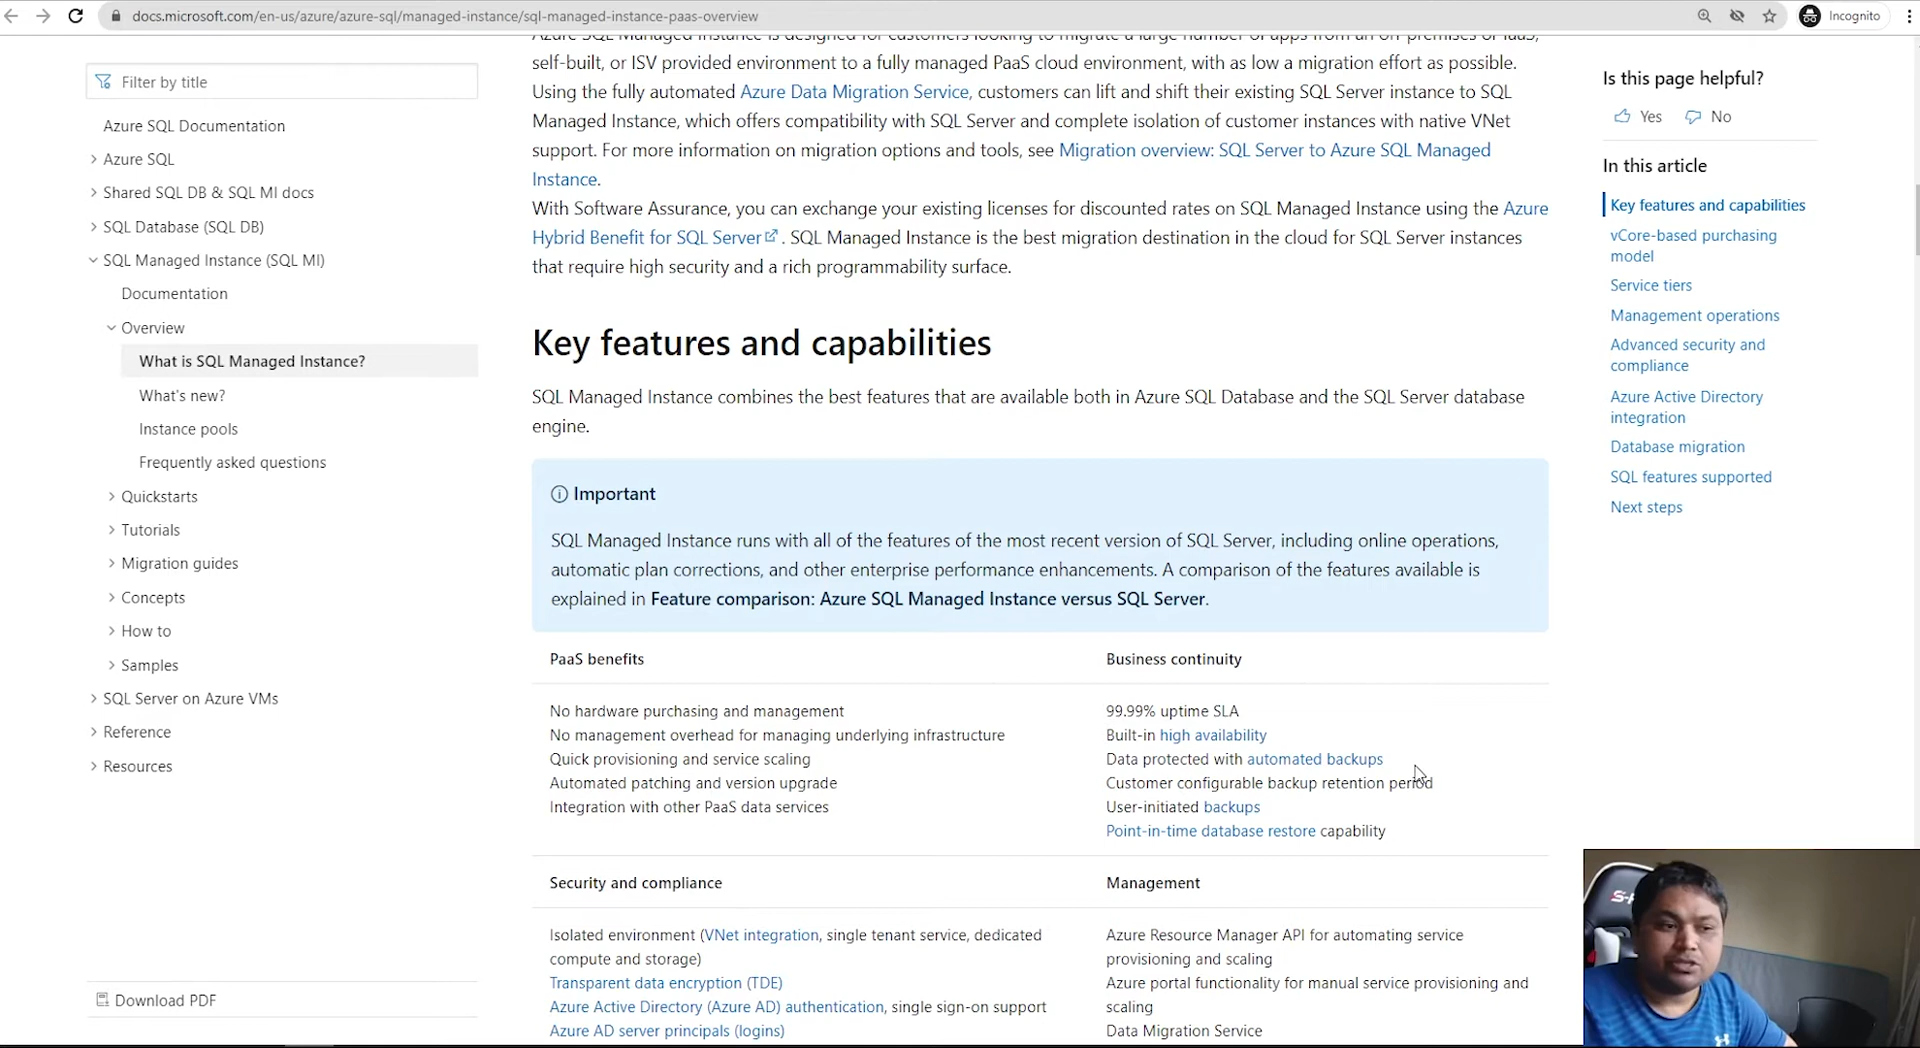 docs.microsoft.com/en-us/azure/azure-sql/managed-instance/sql-managed-instance-paas-overview
Incognito
Filter by title
Azure SQL Documentation
Azure SQL
Shared SQL DB & SQL MI docs
SQL Database (SQL DB)
SQL Managed Instance (SQL MI)
Documentation
Overview
What is SQL Managed Instance?
What's new?
Instance pools
Frequently asked questions
Quickstarts
Tutorials
Migration guides
Concepts
How to
Samples
SQL Server on Azure VMs
Reference
Resources
Download PDF
Azure SQL Managed Instance is designed for customers looking to migrate a large number of apps from an on-premises or IaaS,
self-built, or ISV provided environment to a fully managed PaaS cloud environment, with as low a migration effort as possible.
Using the fully automated Azure Data Migration Service, customers can lift and shift their existing SQL Server instance to SQL
Managed Instance, which offers compatibility with SQL Server and complete isolation of customer instances with native VNet
support. For more information on migration options and tools, see Migration overview: SQL Server to Azure SQL Managed
Instance.
With Software Assurance, you can exchange your existing licenses for discounted rates on SQL Managed Instance using the Azure
Hybrid Benefit for SQL Server. SQL Managed Instance is the best migration destination in the cloud for SQL Server instances
that require high security and a rich programmability surface.
Key features and capabilities
SQL Managed Instance combines the best features that are available both in Azure SQL Database and the SQL Server database
engine.
Important
SQL Managed Instance runs with all of the features of the most recent version of SQL Server, including online operations,
automatic plan corrections, and other enterprise performance enhancements. A comparison of the features available is
explained in Feature comparison: Azure SQL Managed Instance versus SQL Server.
PaaS benefits
No hardware purchasing and management
No management overhead for managing underlying infrastructure
Quick provisioning and service scaling
Automated patching and version upgrade
Integration with other PaaS data services
Business continuity
99.99% uptime SLA
Built-in high availability
Data protected with automated backups
Customer configurable backup retention period
User-initiated backups
Point-in-time database restore capability
Security and compliance
Isolated environment (VNet integration, single tenant service, dedicated
compute and storage)
Transparent data encryption (TDE)
Azure Active Directory (Azure AD) authentication, single sign-on support
Azure AD server principals (logins)
Management
Azure Resource Manager API for automating service
provisioning and scaling
Azure portal functionality for manual service provisioning and
scaling
Data Migration Service
Is this page helpful?
Yes No
In this article
Key features and capabilities
vCore-based purchasing
model
Service tiers
Management operations
Advanced security and
compliance
Azure Active Directory
integration
Database migration
SQL features supported
Next steps